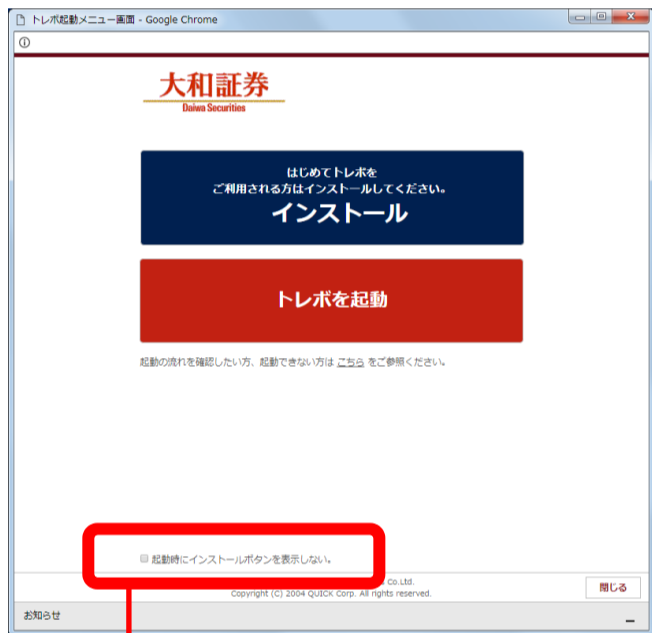 トレボ起動メニュー画面 - Google Chrome
大和証券
Daiwa Securities
はじめてトレボを
ご利用される方はインストールしてください。
インストール
トレボを起動
起動の流れを確認したい方、起動できない方は こちら をご参照ください。
起動時にインストールボタンを表示しない。
Co.Ltd.
Copyright (C) 2004 QUICK Corp. All rights reserved.
閉じる
お知らせ